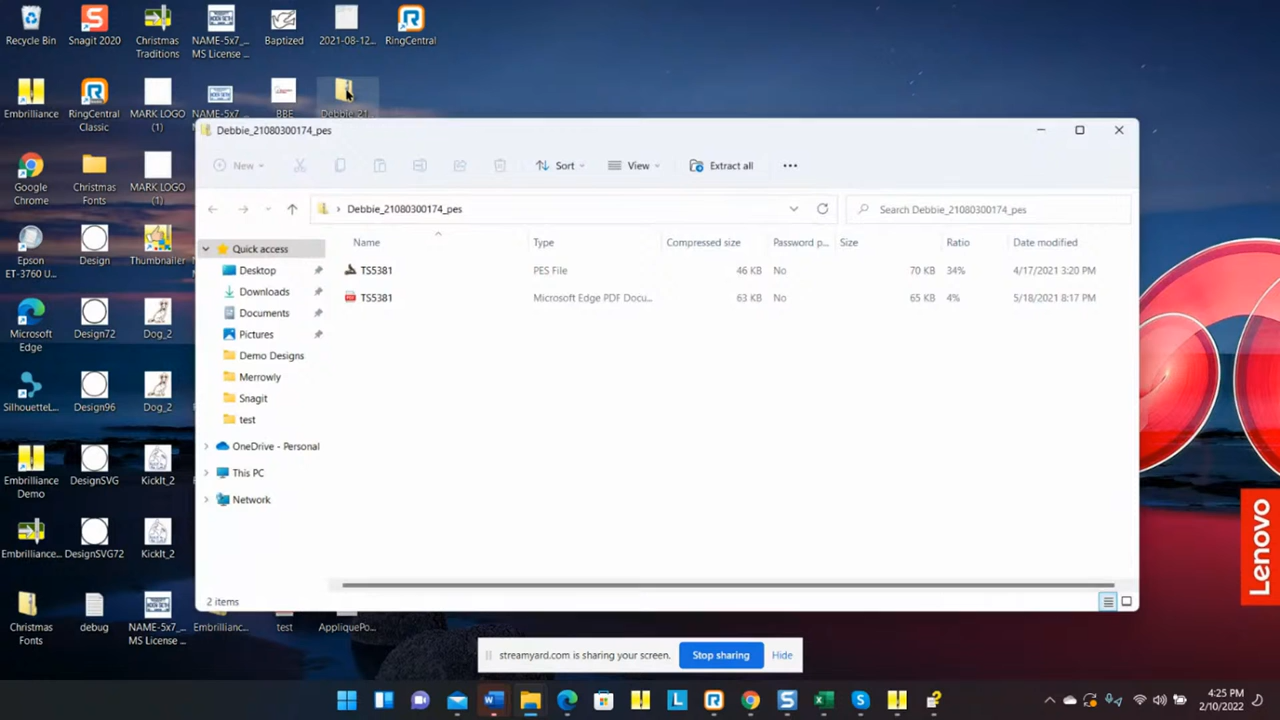 Recycle Bin
Snagit 2020
Christmas
Traditions
NAME-5x7_...
MS License ...
Baptized
2021-08-12...
RingCentral
Embrilliance
RingCentral
Classic
MARK LOGO
(1)
NAME-5x7_...
BBE
Debbie_21...
Google
Chrome
Christmas
Fonts
MARK LOGO
(1)
Epson
ET-3760 U...
Design
Thumbnailer
Microsoft
Edge
Design72
Dog_2
SilhouetteL...
Design96
Dog_2
Embrilliance
Demo
DesignSVG
KickIt_2
Embrilliance...
DesignSVG72
KickIt_2
Christmas
Fonts
debug
NAME-5x7_...
MS License ...
Embrillianc...
test
AppliquePo...
Debbie_21080300174_pes
New
Sort
View
Extract all
Debbie_21080300174_pes
Search Debbie_21080300174_pes
Quick access
Desktop
Downloads
Documents
Pictures
Demo Designs
Merrowly
Snagit
test
OneDrive - Personal
This PC
Network
Name Type Compressed size Password p... Size Ratio Date modified
TS5381 PES File 46 KB No 70 KB 34% 4/17/2021 3:20 PM
TS5381 Microsoft Edge PDF Docu... 63 KB No 65 KB 4% 5/18/2021 8:17 PM
2 items
streamyard.com is sharing your screen.
Stop sharing
Hide
Lenovo
4:25 PM
2/10/2022